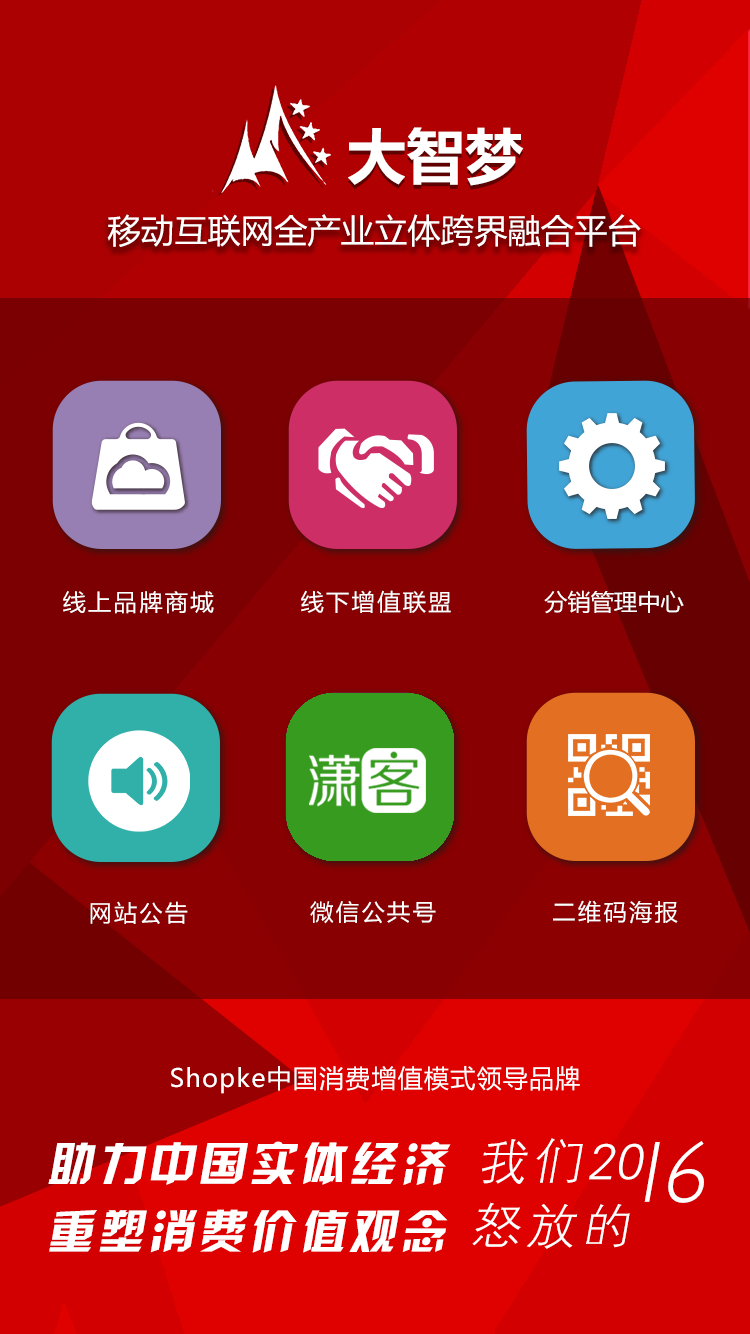 大智梦
移动互联网全产业立体跨界融合平台
线上品牌商城
线下增值联盟
分销管理中心
潇客
网站公告
微信公共号
二维码海报
Shopke中国消费增值模式领导品牌
助力中国实体经济
重塑消费价值观念
我们2016
怒放的